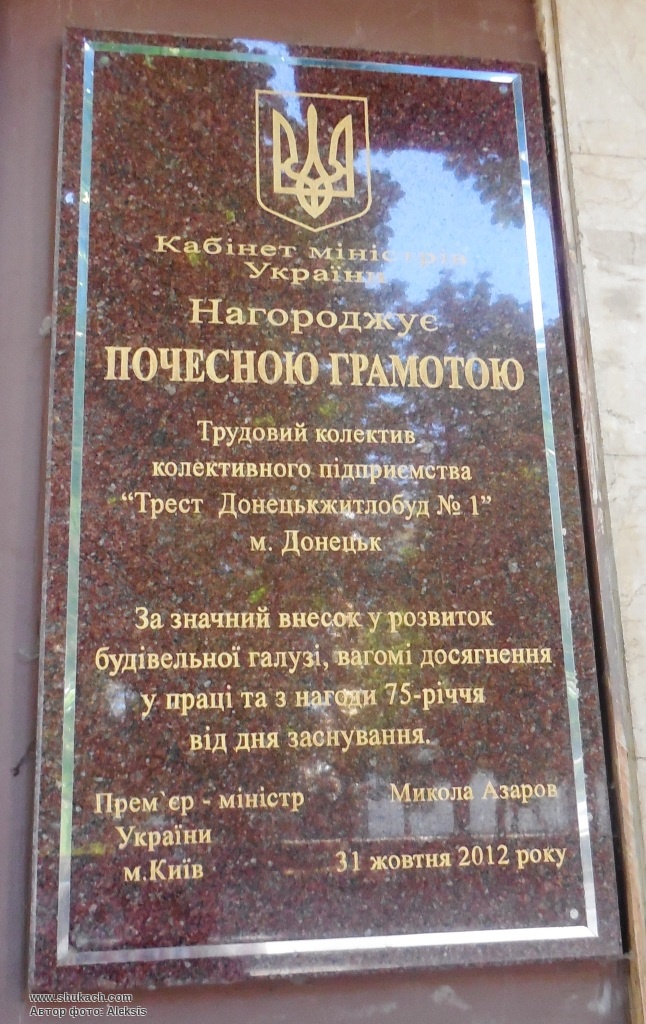 Кабінет міністрів
України
Нагороджує
ПОЧЕСНОЮ ГРАМОТОЮ
Трудовий колектив
колективного підприємства
“Трест Донецькжитлобуд № 1”
м. Донецьк
За значний внесок у розвиток
будівельної галузі, вагомі досягнення
у праці та з нагоди 75-річчя
від дня заснування.
Прем`єр - міністр
Микола Азаров
України
м.Київ
31 жовтня 2012 року
www.shukach.com
Автор фото: Aleksis